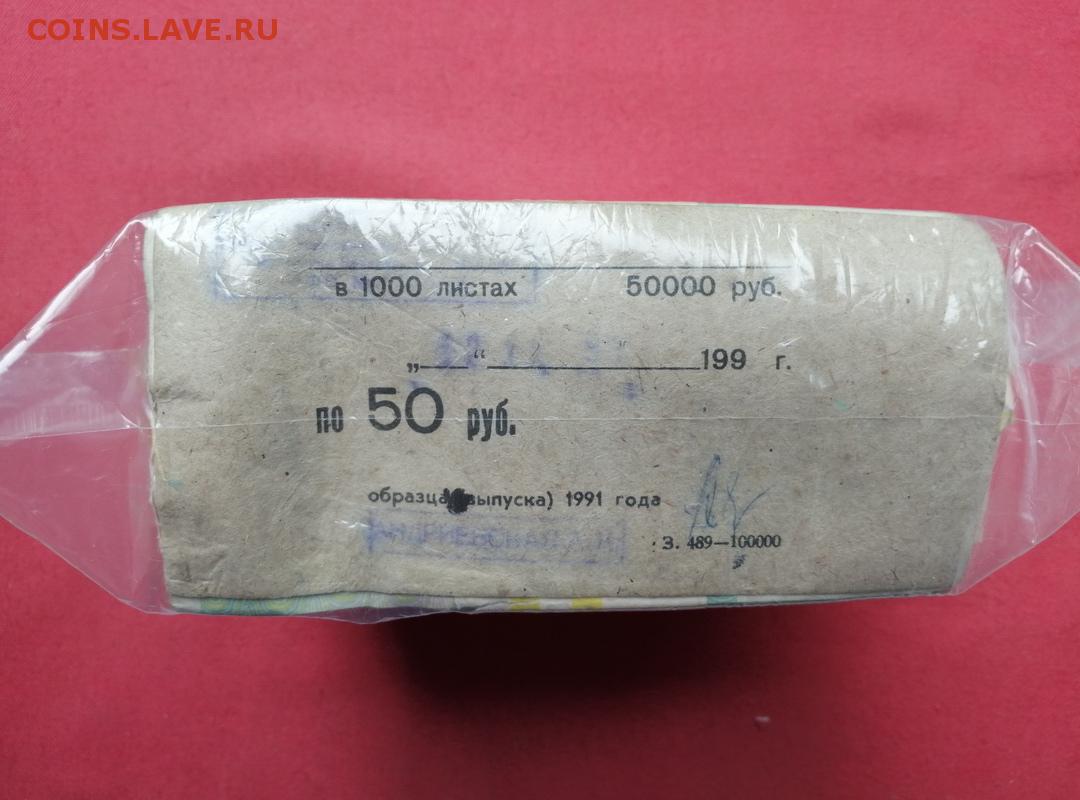 COINS.LAVE.RU
в 1000 листах 50000 руб.
„ “ 199 г.
по 50 руб.
образца (выпуска) 1991 года
З. 489—100000